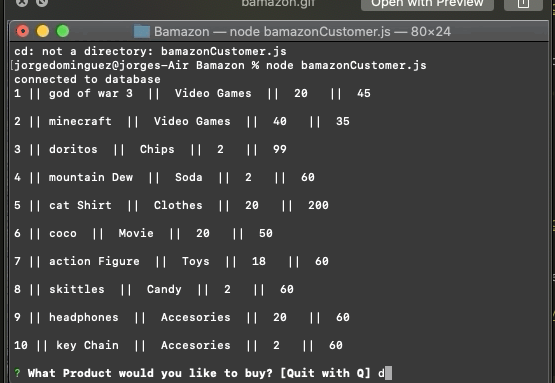 bamazon.gif
Open with Preview
Bamazon — node bamazonCustomer.js — 80×24
cd: not a directory: bamazonCustomer.js
[jorgedominguez@jorges-Air Bamazon % node bamazonCustomer.js
connected to database
1 || god of war 3 || Video Games || 20 || 45
2 || minecraft || Video Games || 40 || 35
3 || doritos || Chips || 2 || 99
4 || mountain Dew || Soda || 2 || 60
5 || cat Shirt || Clothes || 20 || 200
6 || coco || Movie || 20 || 50
7 || action Figure || Toys || 18 || 60
8 || skittles || Candy || 2 || 60
9 || headphones || Accesories || 20 || 60
10 || key Chain || Accesories || 2 || 60
? What Product would you like to buy? [Quit with Q] d